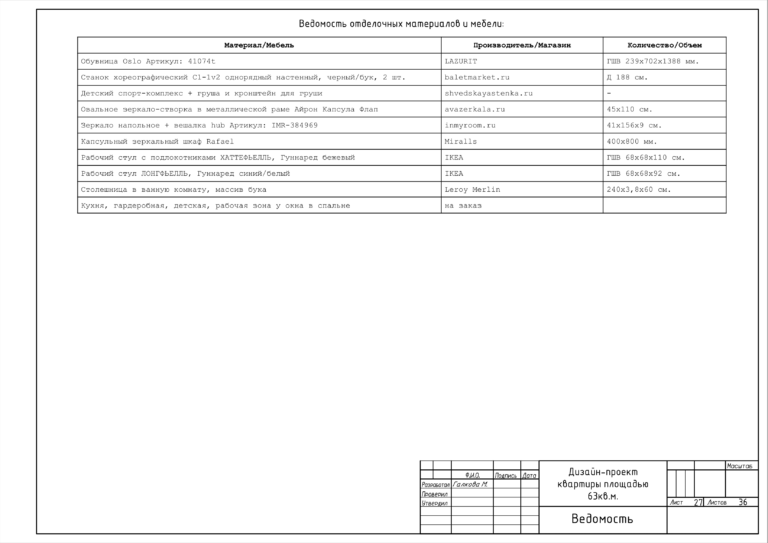 Ведомость отделочных материалов и мебели:
Материал/Мебель Производитель/Магазин Количество/Объем
Обувница Oslo Артикул: 41074t LAZURIT ГШВ 239х702х1388 мм.
Станок хореографический С1-1v2 однорядный настенный, черный/бук, 2 шт. baletmarket.ru Д 188 см.
Детский спорт-комплекс + груша и кронштейн для груши shvedskayastenka.ru -
Овальное зеркало-створка в металлической раме Айрон Капсула Флап avazerkala.ru 45х110 см.
Зеркало напольное + вешалка hub Артикул: IMR-384969 inmyroom.ru 41х156х9 см.
Капсульный зеркальный шкаф Rafael Miralls 400х800 мм.
Рабочий стул с подлокотниками ХАТТЕФЬЕЛЛЬ, Гуннаред бежевый IKEA ГШВ 68х68х110 см.
Рабочий стул ЛОНГФЬЕЛЛЬ, Гуннаред синий/белый IKEA ГШВ 68х68х92 см.
Столешница в ванную комнату, массив бука Leroy Merlin 240х3,8х60 см.
Кухня, гардеробная, детская, рабочая зона у окна в спальне на заказ
Ф.И.О. Подпись Дата
Разработал Галкова М.
Проверил
Утвердил
Дизайн-проект
квартиры площадью
63кв.м.
Ведомость
Масштаб
Лист 27 Листов 36